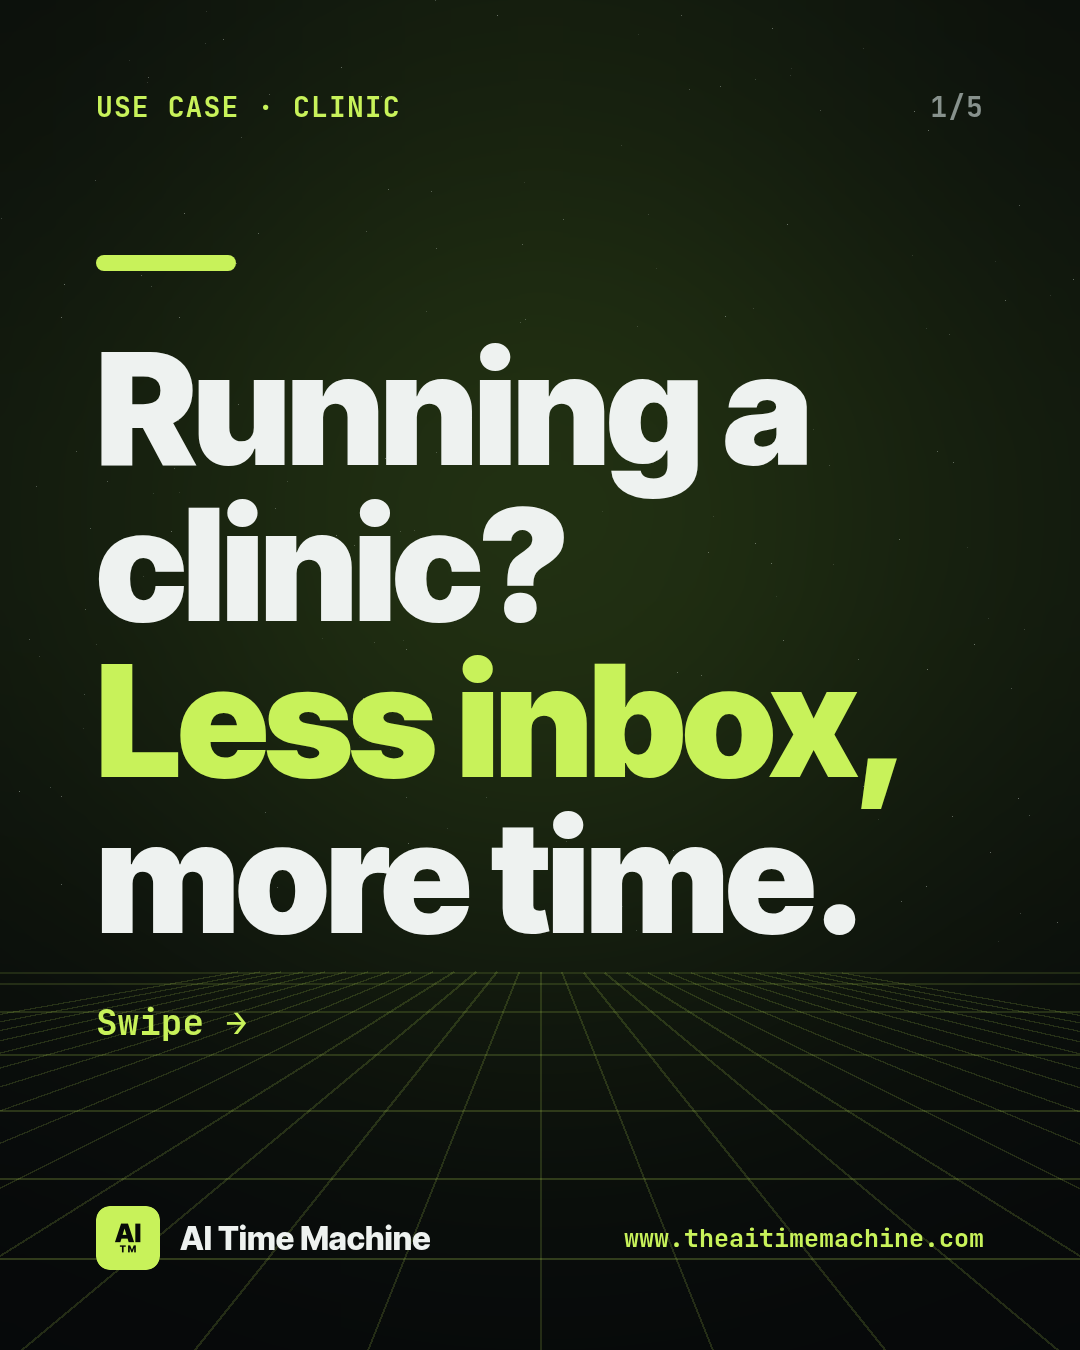 USE CASE · CLINIC
1/5
Running a
clinic?
Less inbox,
more time.
Swipe →
AI
TM
AI Time Machine
www.theaitimemachine.com